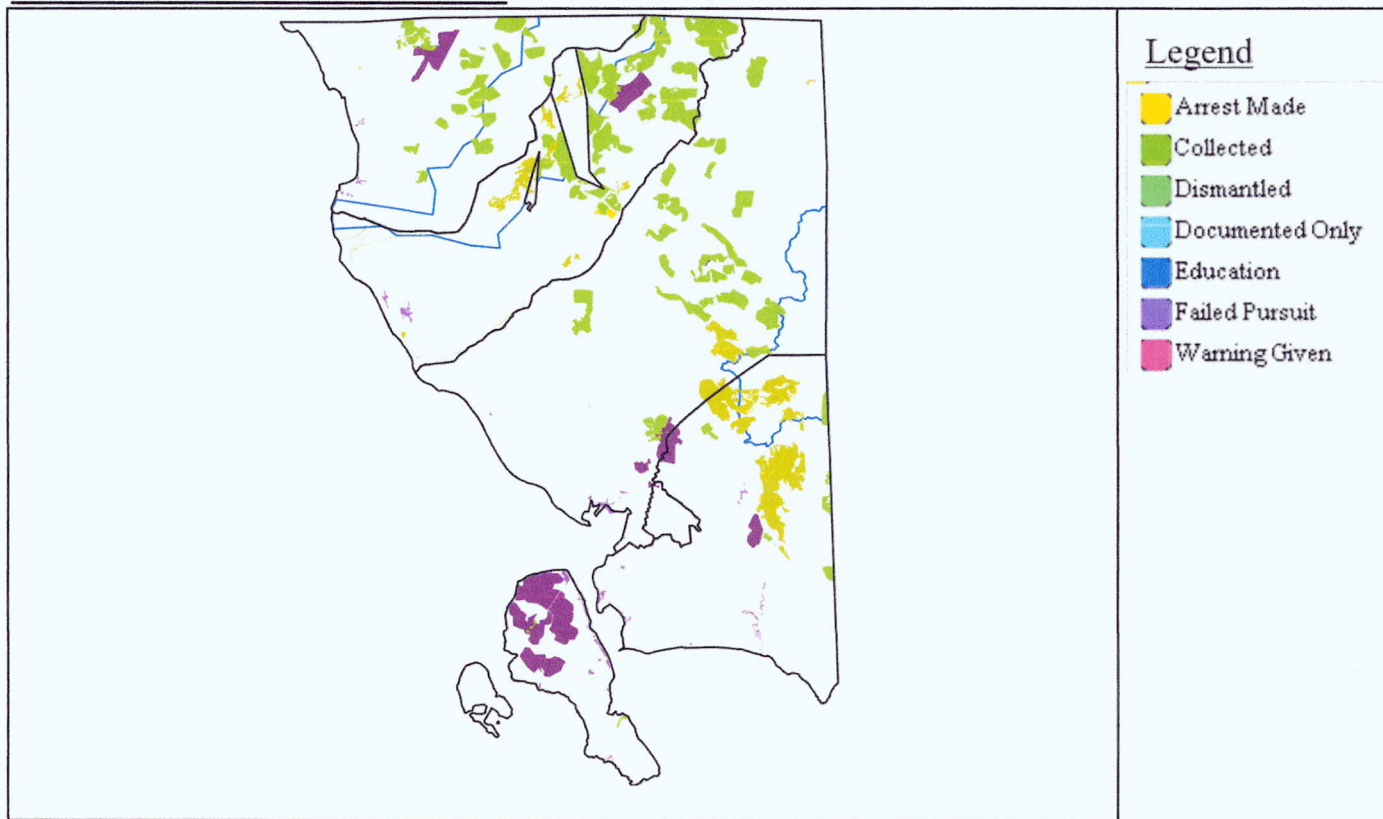 Legend
Arrest Made
Collected
Dismantled
Documented Only
Education
Failed Pursuit
Warning Given